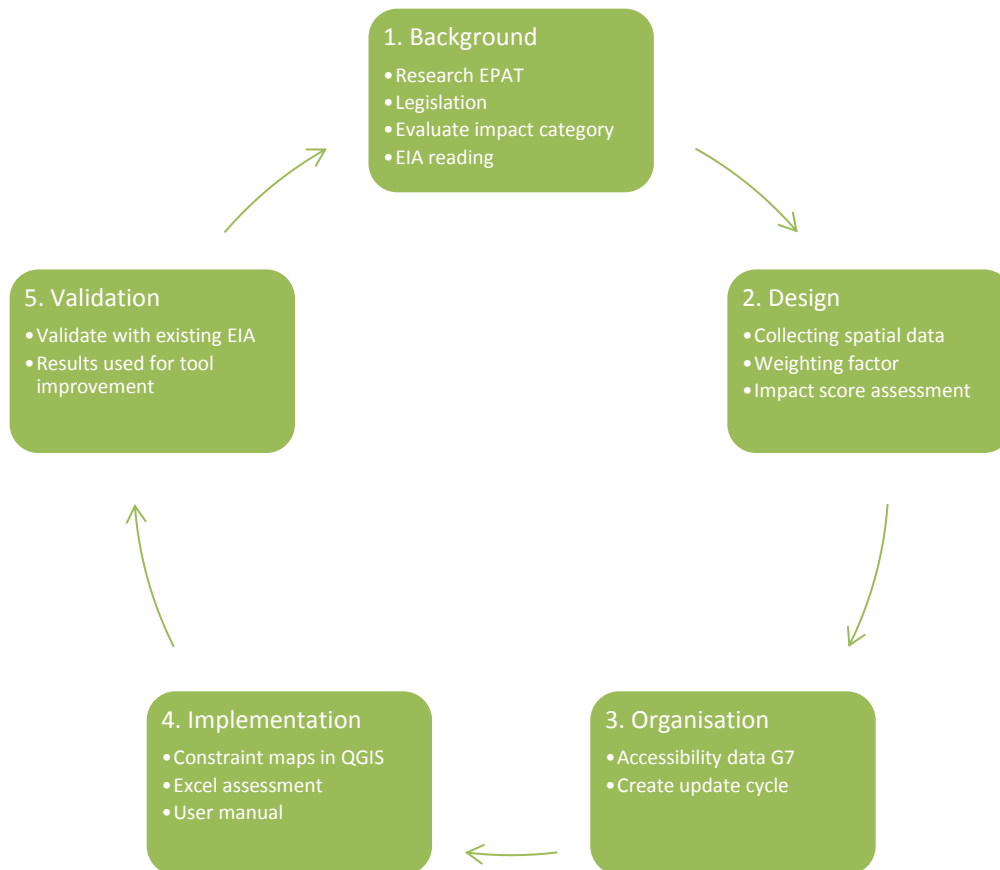 1. Background
•Research EPAT
•Legislation
•Evaluate impact category
•EIA reading
2. Design
•Collecting spatial data
•Weighting factor
•Impact score assessment
3. Organisation
•Accessibility data G7
•Create update cycle
4. Implementation
•Constraint maps in QGIS
•Excel assessment
•User manual
5. Validation
•Validate with existing EIA
•Results used for tool
improvement